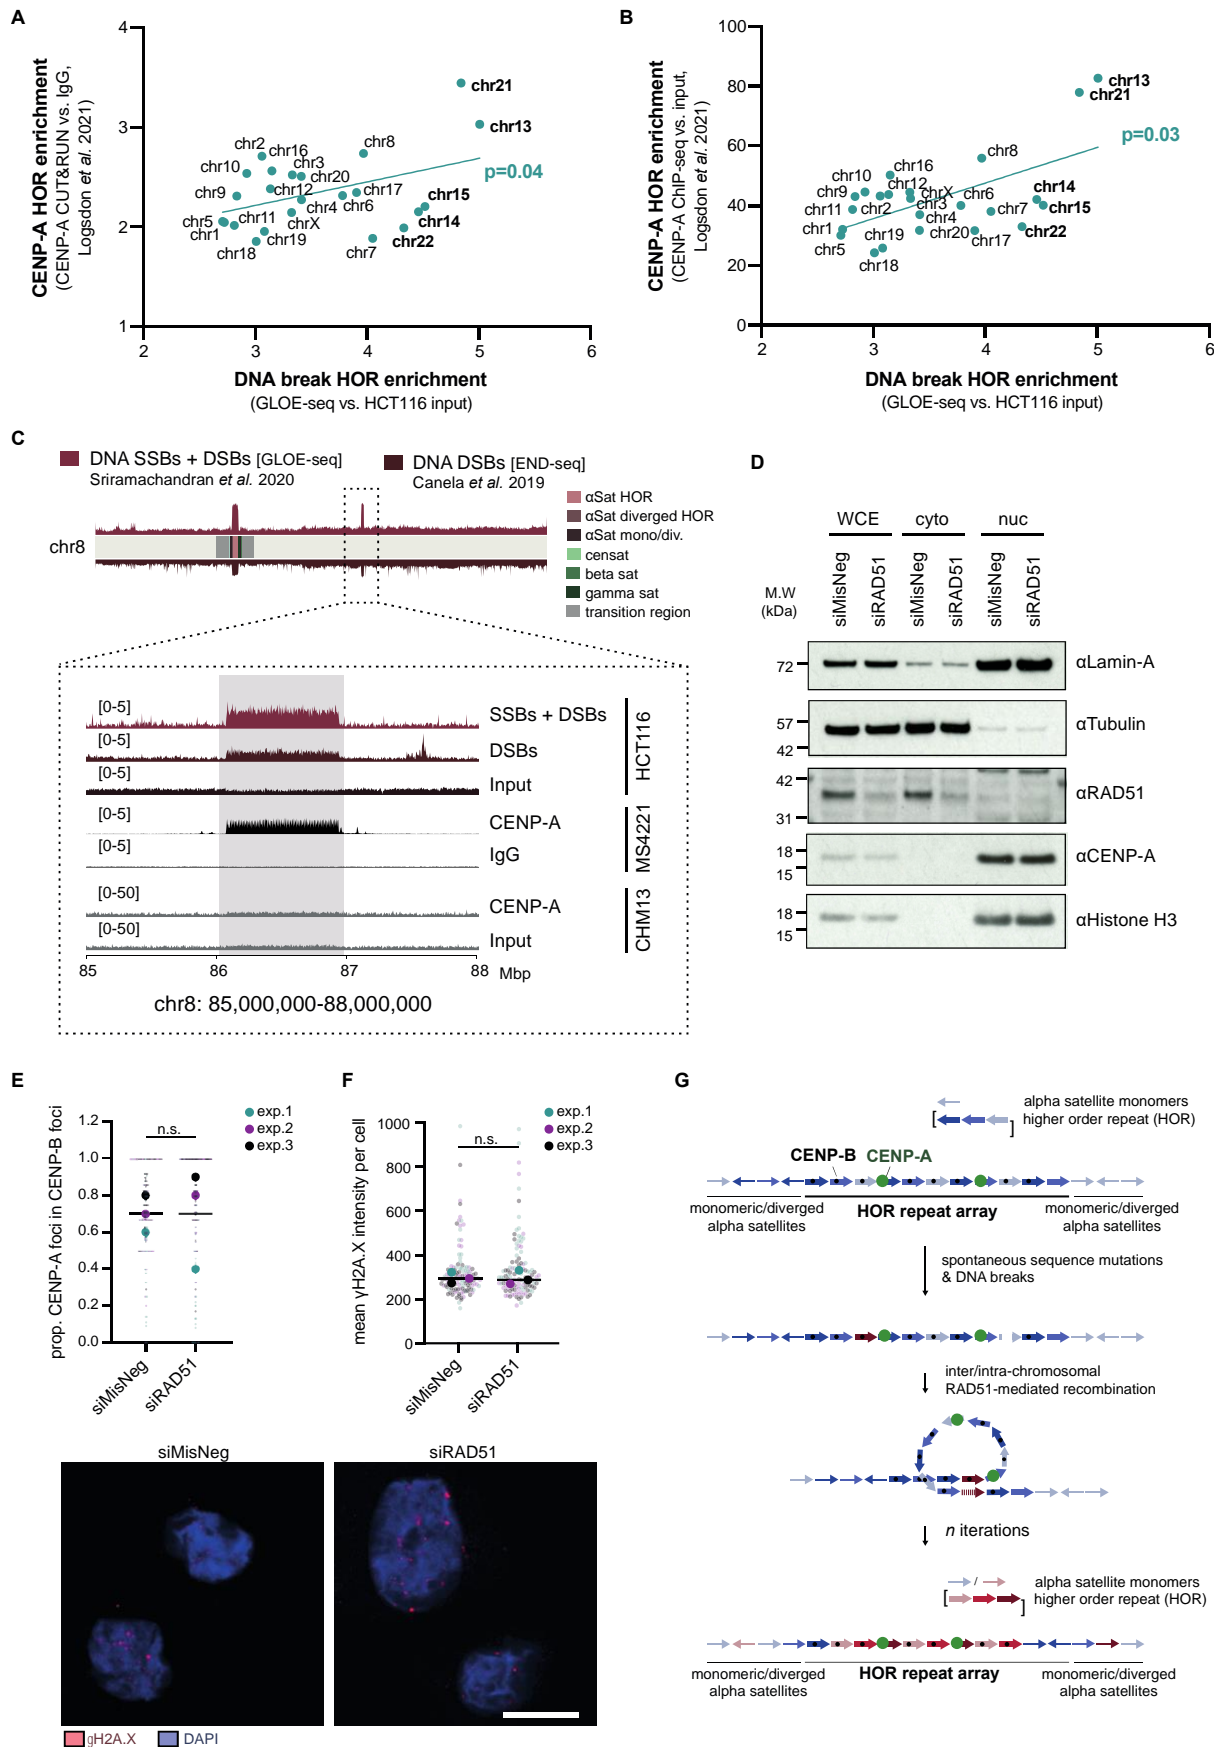 A
CENP-A HOR enrichment
(CENP-A CUT&RUN vs. IgG,
Logsdon et al. 2021)
4
3
2
1
chr21
chr13
chr2
chr16
chr8
chr10
chr3
chr20
chr9
chr12
chr17
chr15
chr5
chr11
chr4
chr6
chr14
chr1
chrX
chr19
chr22
chr18
chr7
p=0.04
2
3
4
5
6
DNA break HOR enrichment
(GLOE-seq vs. HCT116 input)
B
CENP-A HOR enrichment
(CENP-A ChIP-seq vs. input,
Logsdon et al. 2021)
100
80
60
40
20
0
chr13
chr21
p=0.03
chr8
chr16
chr10
chr12
chr14
chr9
chrX
chr6
chr11
chr2
chr3
chr7
chr15
chr1
chr4
chr5
chr19
chr20
chr17
chr22
chr18
2
3
4
5
6
DNA break HOR enrichment
(GLOE-seq vs. HCT116 input)
C
DNA SSBs + DSBs [GLOE-seq]
Sriramachandran et al. 2020
DNA DSBs [END-seq]
Canela et al. 2019
chr8
αSat HOR
αSat diverged HOR
αSat mono/div.
censat
beta sat
gamma sat
transition region
[0-5]
SSBs + DSBs
[0-5]
DSBs
[0-5]
Input
HCT116
[0-5]
CENP-A
[0-5]
IgG
MS4221
[0-50]
CENP-A
[0-50]
Input
CHM13
85
86
87
88
Mbp
chr8: 85,000,000-88,000,000
D
WCE
cyto
nuc
M.W
(kDa)
siMisNeg
siRAD51
siMisNeg
siRAD51
siMisNeg
siRAD51
72
αLamin-A
57
42
αTubulin
42
31
αRAD51
18
15
αCENP-A
18
15
αHistone H3
E
prop. CENP-A foci in CENP-B foci
1.2
1.0
0.8
0.6
0.4
0.2
0.0
n.s.
exp.1
exp.2
exp.3
siMisNeg
siRAD51
F
mean γH2A.X intensity per cell
1000
800
600
400
200
0
n.s.
exp.1
exp.2
exp.3
siMisNeg
siRAD51
siMisNeg
siRAD51
gH2A.X
DAPI
G
alpha satellite monomers
[ ] higher order repeat (HOR)
CENP-B
CENP-A
monomeric/diverged
alpha satellites
HOR repeat array
monomeric/diverged
alpha satellites
spontaneous sequence mutations
& DNA breaks
inter/intra-chromosomal
RAD51-mediated recombination
n iterations
/
alpha satellite monomers
[ ] higher order repeat (HOR)
monomeric/diverged
alpha satellites
HOR repeat array
monomeric/diverged
alpha satellites